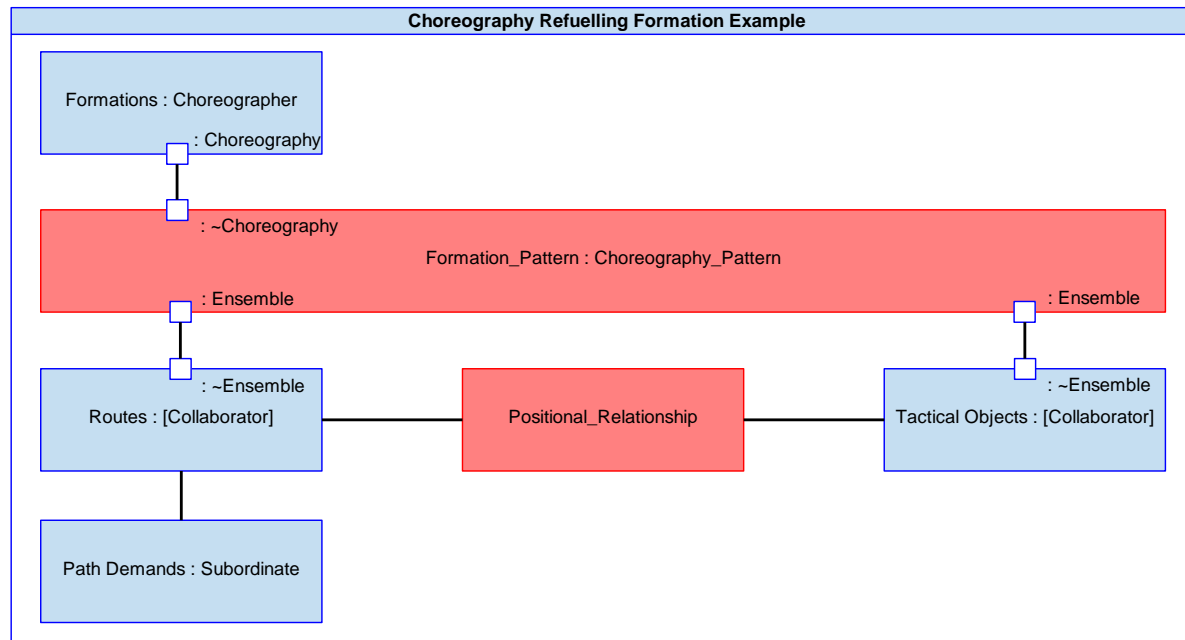 Choreography Refuelling Formation Example
Formations : Choreographer
: Choreography
: ~Choreography
Formation_Pattern : Choreography_Pattern
: Ensemble
: Ensemble
: ~Ensemble
: ~Ensemble
Routes : [Collaborator]
Positional_Relationship
Tactical Objects : [Collaborator]
Path Demands : Subordinate